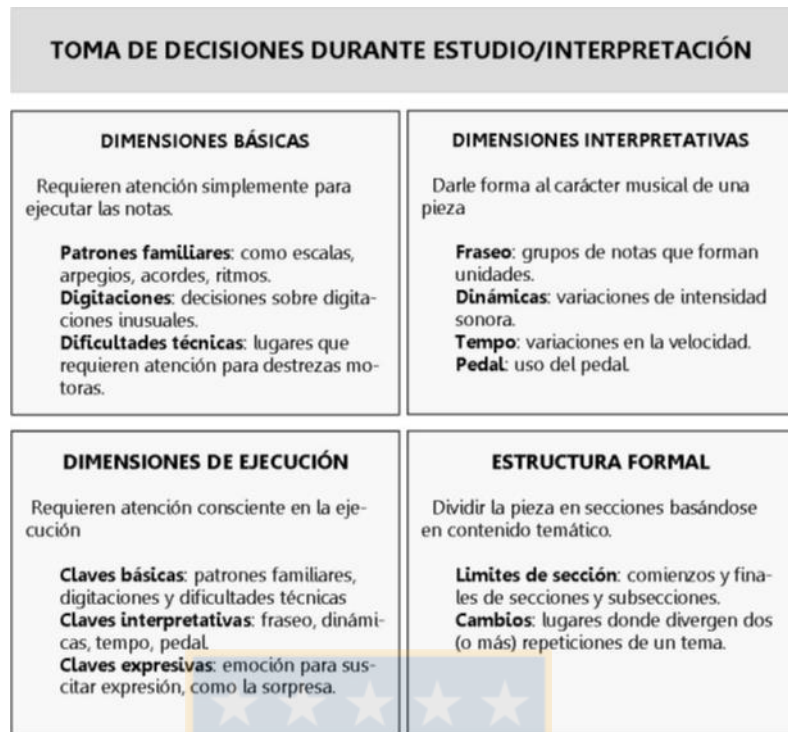 TOMA DE DECISIONES DURANTE ESTUDIO/INTERPRETACIÓN
DIMENSIONES BÁSICAS
Requieren atención simplemente para
ejecutar las notas.
Patrones familiares: como escalas,
arpegios, acordes, ritmos.
Digitaciones: decisiones sobre digita-
ciones inusuales.
Dificultades técnicas: lugares que
requieren atención para destrezas mo-
toras.
DIMENSIONES INTERPRETATIVAS
Darle forma al carácter musical de una
pieza
Fraseo: grupos de notas que forman
unidades.
Dinámicas: variaciones de intensidad
sonora.
Tempo: variaciones en la velocidad.
Pedal: uso del pedal.
DIMENSIONES DE EJECUCIÓN
Requieren atención consciente en la eje-
cución
Claves básicas: patrones familiares,
digitaciones y dificultades técnicas
Claves interpretativas: fraseo, dinámi-
cas, tempo, pedal.
Claves expresivas: emoción para sus-
citar expresión, como la sorpresa.
ESTRUCTURA FORMAL
Dividir la pieza en secciones basándose
en contenido temático.
Limites de sección: comienzos y fina-
les de secciones y subsecciones.
Cambios: lugares donde divergen dos
(o más) repeticiones de un tema.